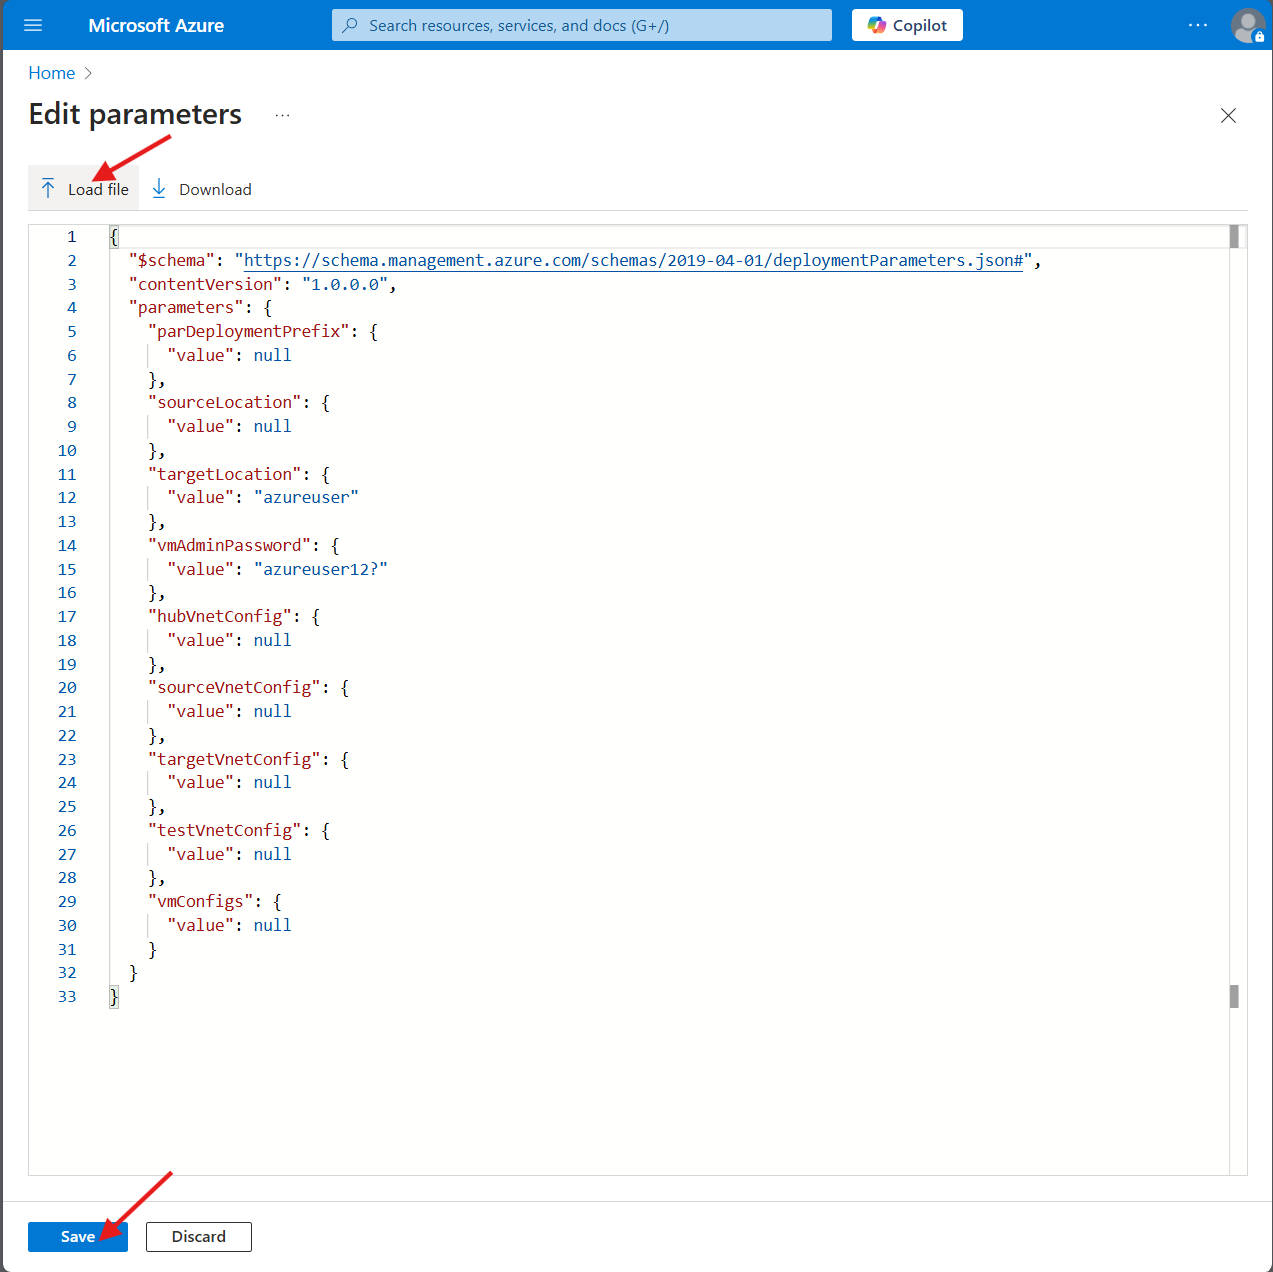 Microsoft Azure
Search resources, services, and docs (G+/)
Copilot
Home
Edit parameters
Load file
Download
1 {
2 "$schema": "https://schema.management.azure.com/schemas/2019-04-01/deploymentParameters.json#",
3 "contentVersion": "1.0.0.0",
4 "parameters": {
5 "parDeploymentPrefix": {
6 "value": null
7 },
8 "sourceLocation": {
9 "value": null
10 },
11 "targetLocation": {
12 "value": "azureuser"
13 },
14 "vmAdminPassword": {
15 "value": "azureuser12?"
16 },
17 "hubVnetConfig": {
18 "value": null
19 },
20 "sourceVnetConfig": {
21 "value": null
22 },
23 "targetVnetConfig": {
24 "value": null
25 },
26 "testVnetConfig": {
27 "value": null
28 },
29 "vmConfigs": {
30 "value": null
31 }
32 }
33 }
Save
Discard